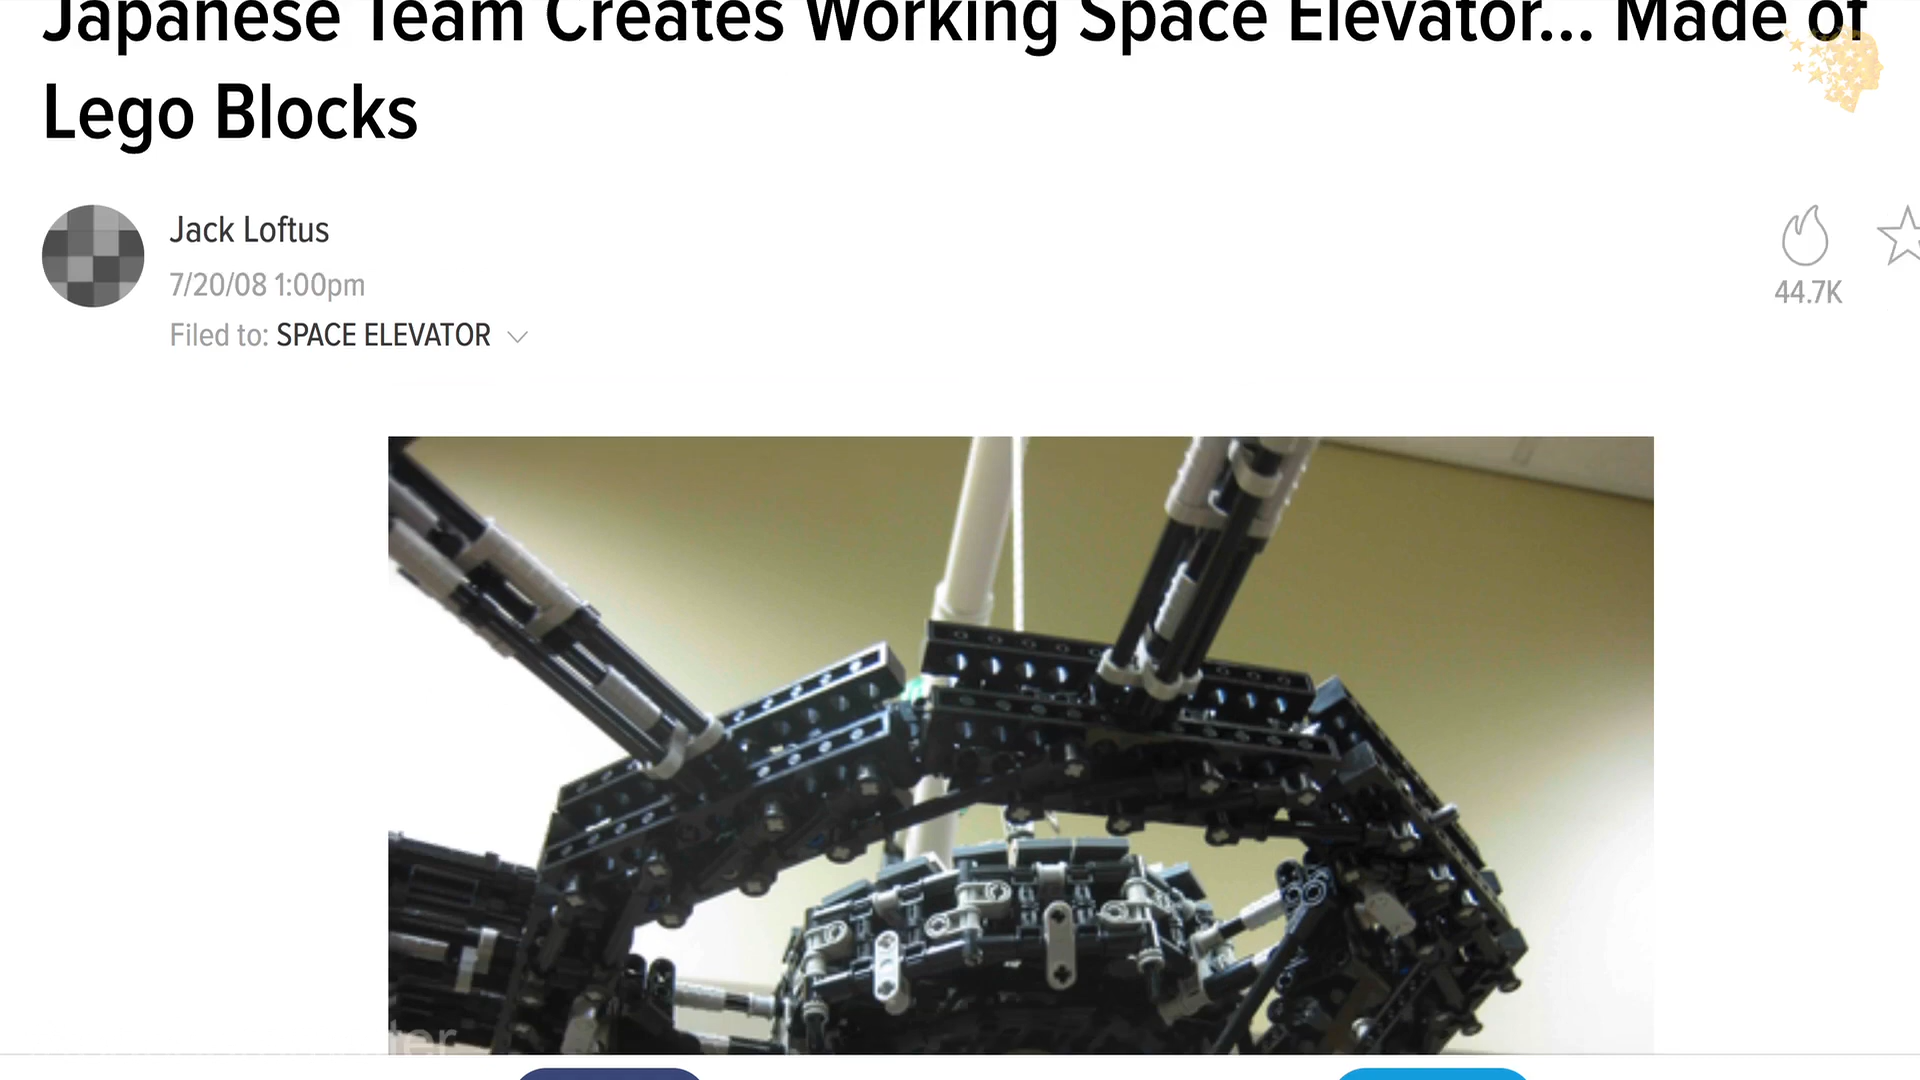 Japanese Team Creates Working Space Elevator... Made of
Lego Blocks
Jack Loftus
7/20/08 1:00pm
Filed to: SPACE ELEVATOR
44.7K